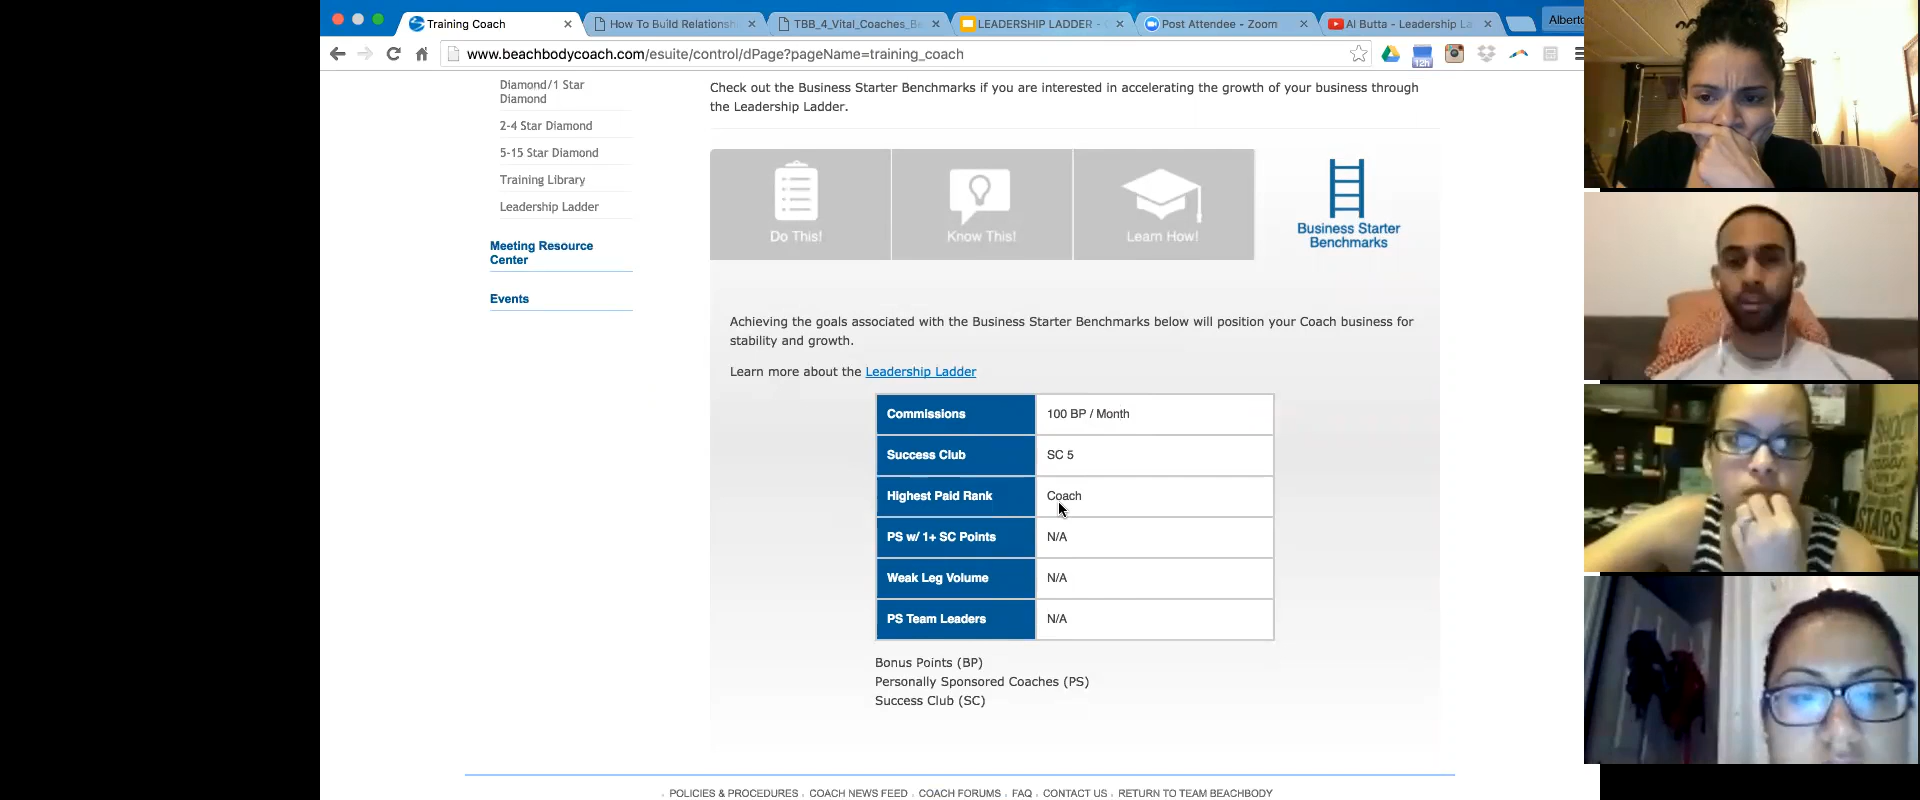 Training Coach
How To Build Relationsh
TBB_4_Vital_Coaches_Be
LEADERSHIP LADDER -
Post Attendee - Zoom
Al Butta - Leadership La
Alberto
www.beachbodycoach.com/esuite/control/dPage?pageName=training_coach
12h
Diamond/1 Star
Diamond
2-4 Star Diamond
5-15 Star Diamond
Training Library
Leadership Ladder
Meeting Resource
Center
Events
Check out the Business Starter Benchmarks if you are interested in accelerating the growth of your business through
the Leadership Ladder.
Do This!
Know This!
Learn How!
Business Starter
Benchmarks
Achieving the goals associated with the Business Starter Benchmarks below will position your Coach business for
stability and growth.
Learn more about the Leadership Ladder
Commissions 100 BP / Month
Success Club SC 5
Highest Paid Rank Coach
PS w/ 1+ SC Points N/A
Weak Leg Volume N/A
PS Team Leaders N/A
Bonus Points (BP)
Personally Sponsored Coaches (PS)
Success Club (SC)
POLICIES & PROCEDURES
COACH NEWS FEED
COACH FORUMS
FAQ
CONTACT US
RETURN TO TEAM BEACHBODY
SHOOT
STARS